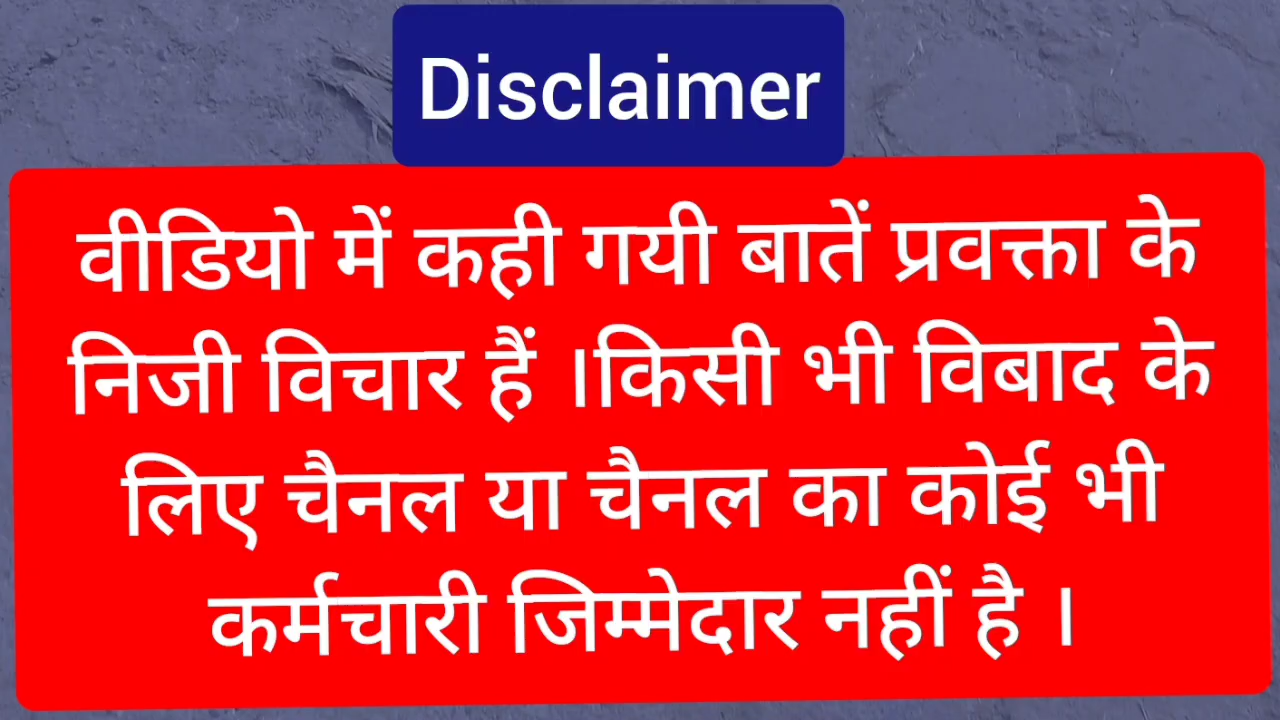 Disclaimer
वीडियो में कही गयी बातें प्रवक्ता के
निजी विचार हैं ।किसी भी विबाद के
लिए चैनल या चैनल का कोई भी
कर्मचारी जिम्मेदार नहीं है ।